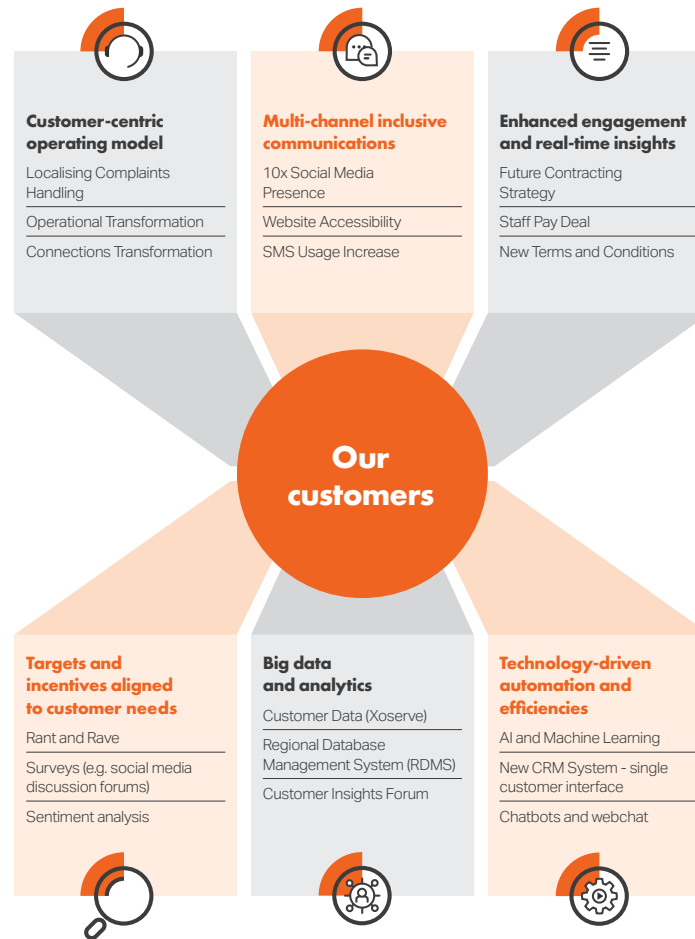 Customer-centric
operating model
Localising Complaints
Handling
Operational Transformation
Connections Transformation
Multi-channel inclusive
communications
10x Social Media
Presence
Website Accessibility
SMS Usage Increase
Enhanced engagement
and real-time insights
Future Contracting
Strategy
Staff Pay Deal
New Terms and Conditions
Our
customers
Targets and
incentives aligned
to customer needs
Rant and Rave
Surveys (e.g. social media
discussion forums)
Sentiment analysis
Big data
and analytics
Customer Data (Xoserve)
Regional Database
Management System (RDMS)
Customer Insights Forum
Technology-driven
automation and
efficiencies
AI and Machine Learning
New CRM System - single
customer interface
Chatbots and webchat